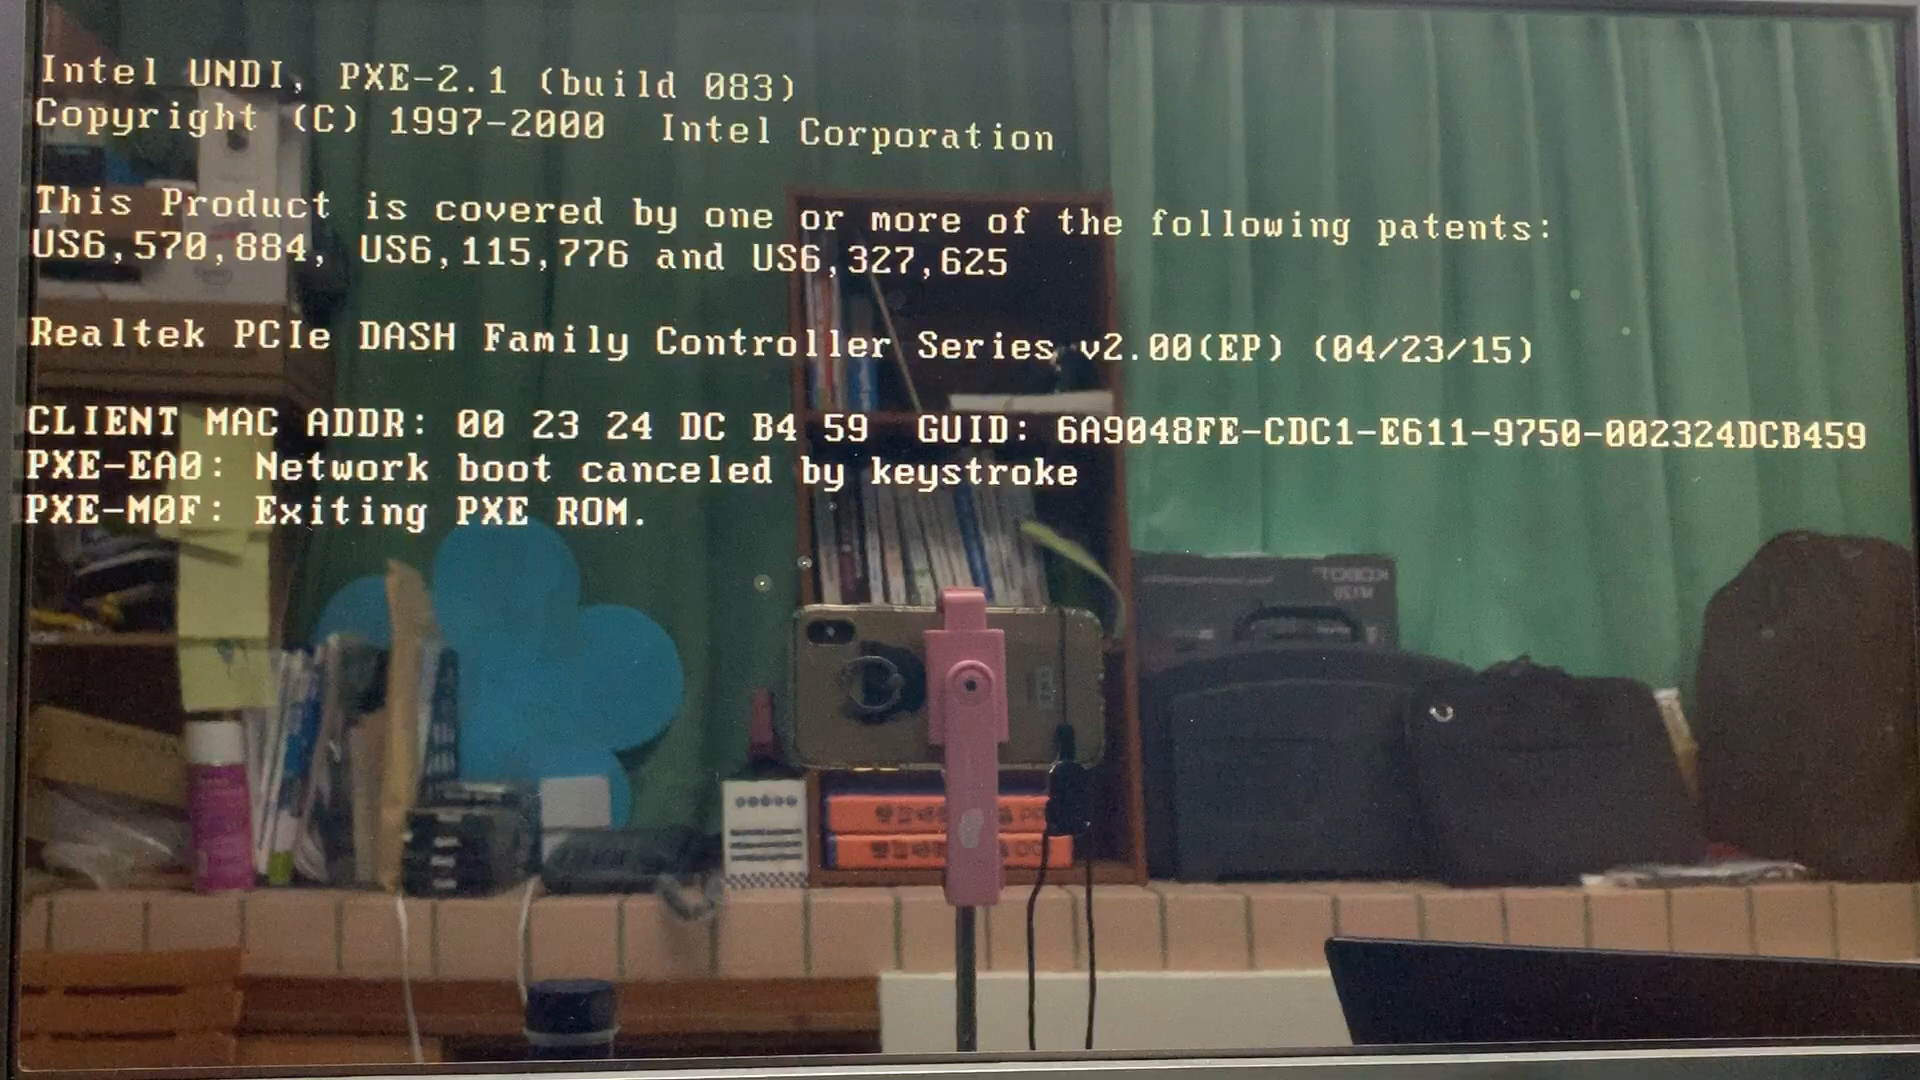 Intel UNDI, PXE-2.1 (build 083)
Copyright (C) 1997-2000  Intel Corporation
This Product is covered by one or more of the following patents:
US6,570,884, US6,115,776 and US6,327,625
Realtek PCIe DASH Family Controller Series v2.00(EP) (04/23/15)
CLIENT MAC ADDR: 00 23 24 DC B4 59  GUID: 6A9048FE-CDC1-E611-9750-002324DCB459
PXE-EA0: Network boot canceled by keystroke
PXE-M0F: Exiting PXE ROM.